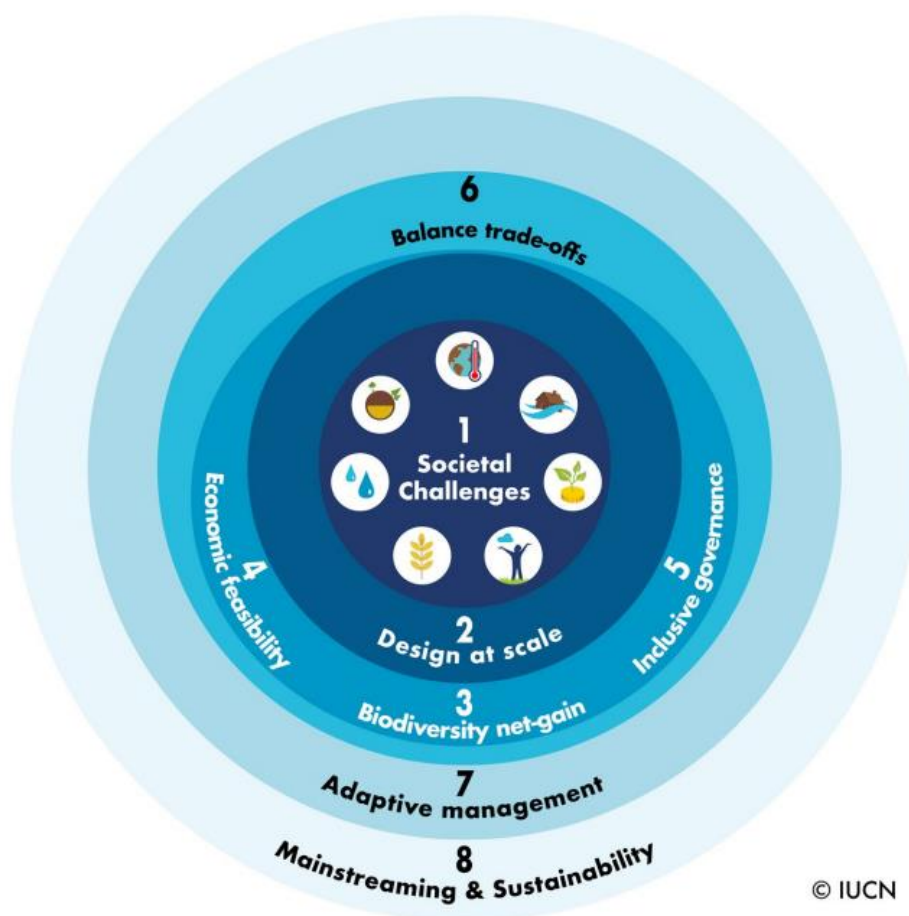 6
Balance trade-offs
1
Societal
Challenges
4
Economic feasibility
5
Inclusive governance
2
Design at scale
3
Biodiversity net-gain
7
Adaptive management
8
Mainstreaming & Sustainability
© IUCN